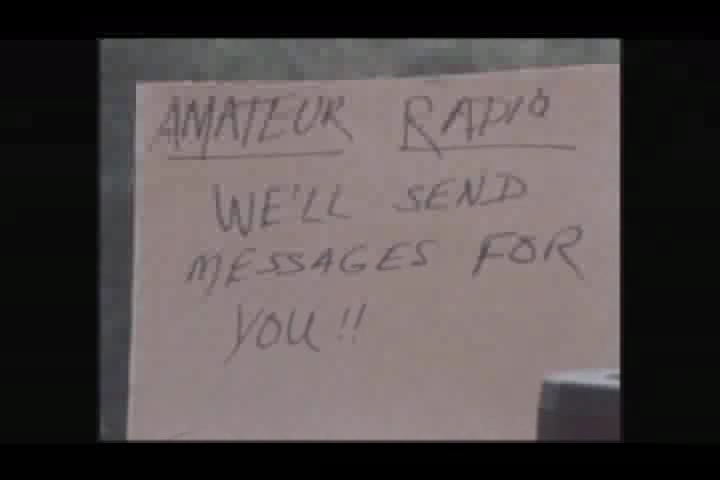 AMATEUR RADIO
WE'LL SEND
MESSAGES FOR
YOU!!